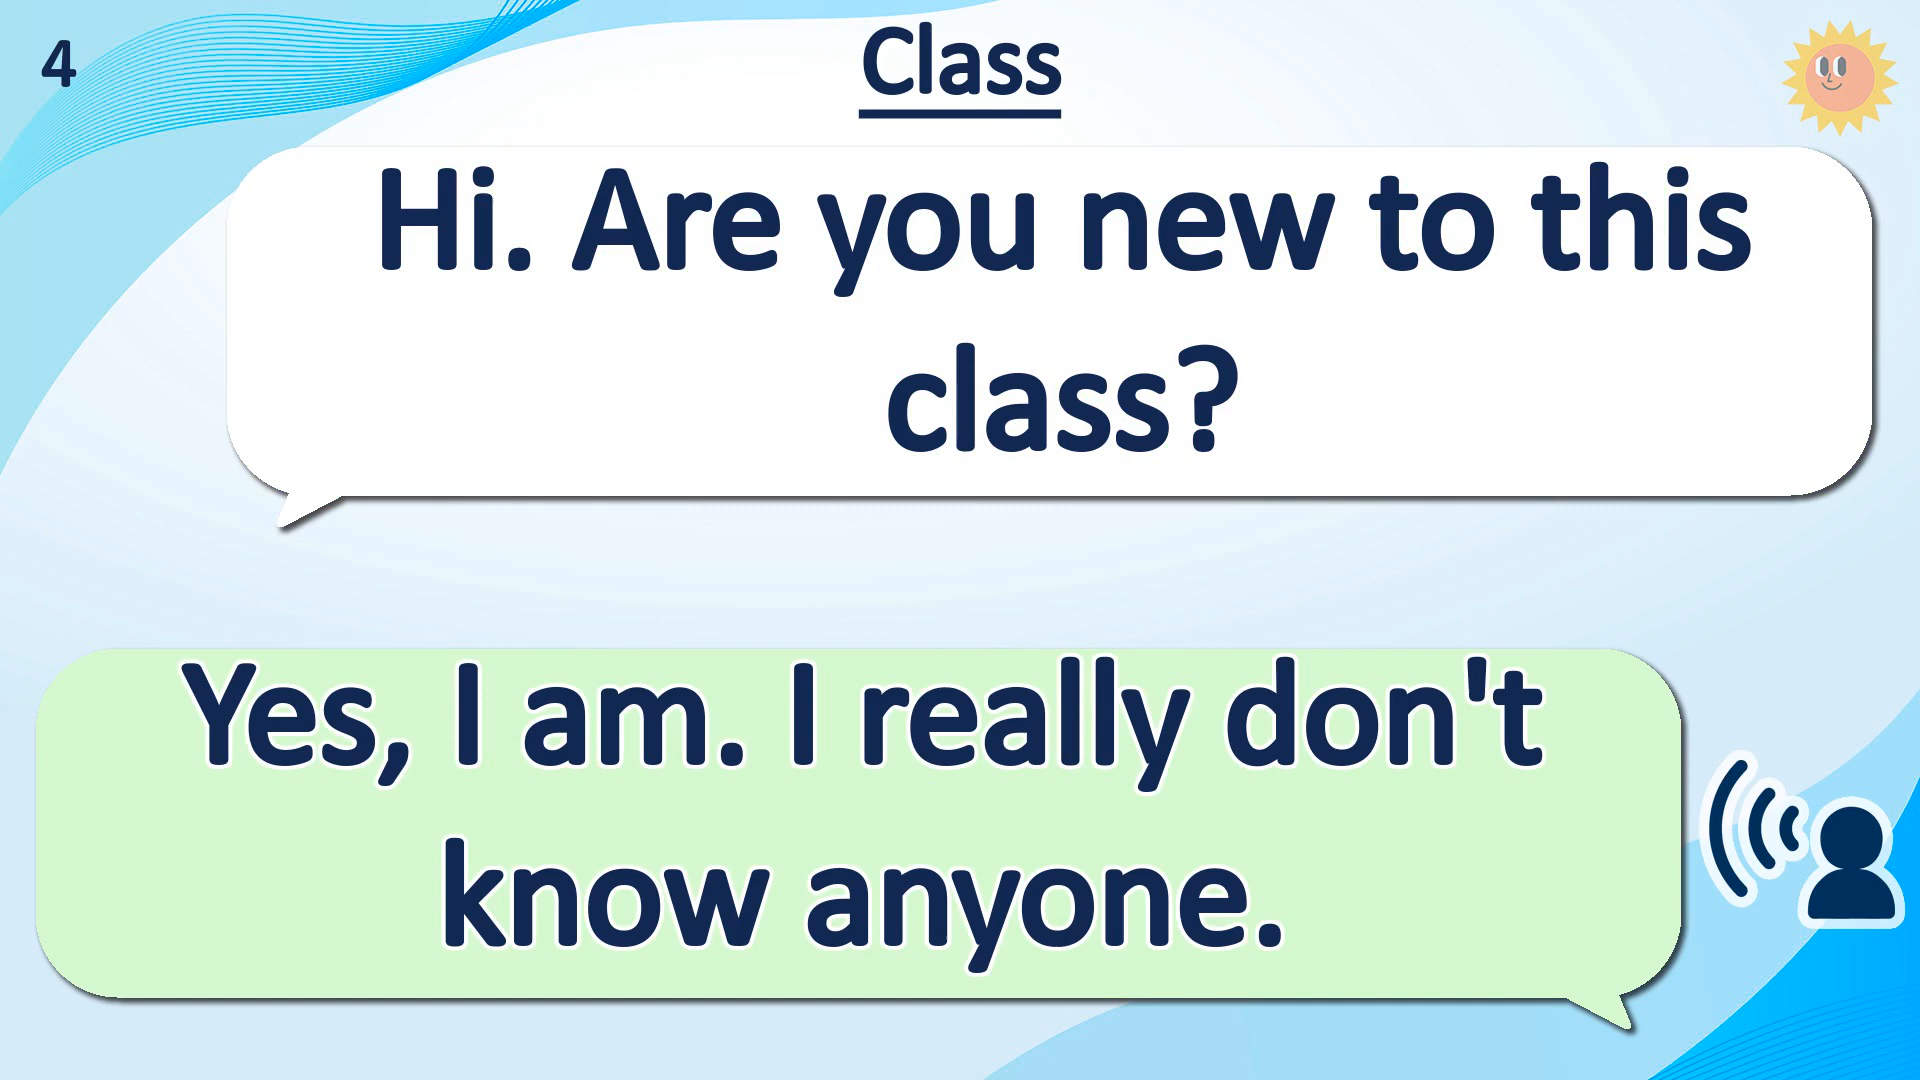 4
Class
Hi. Are you new to this
class?
Yes, I am. I really don't
know anyone.